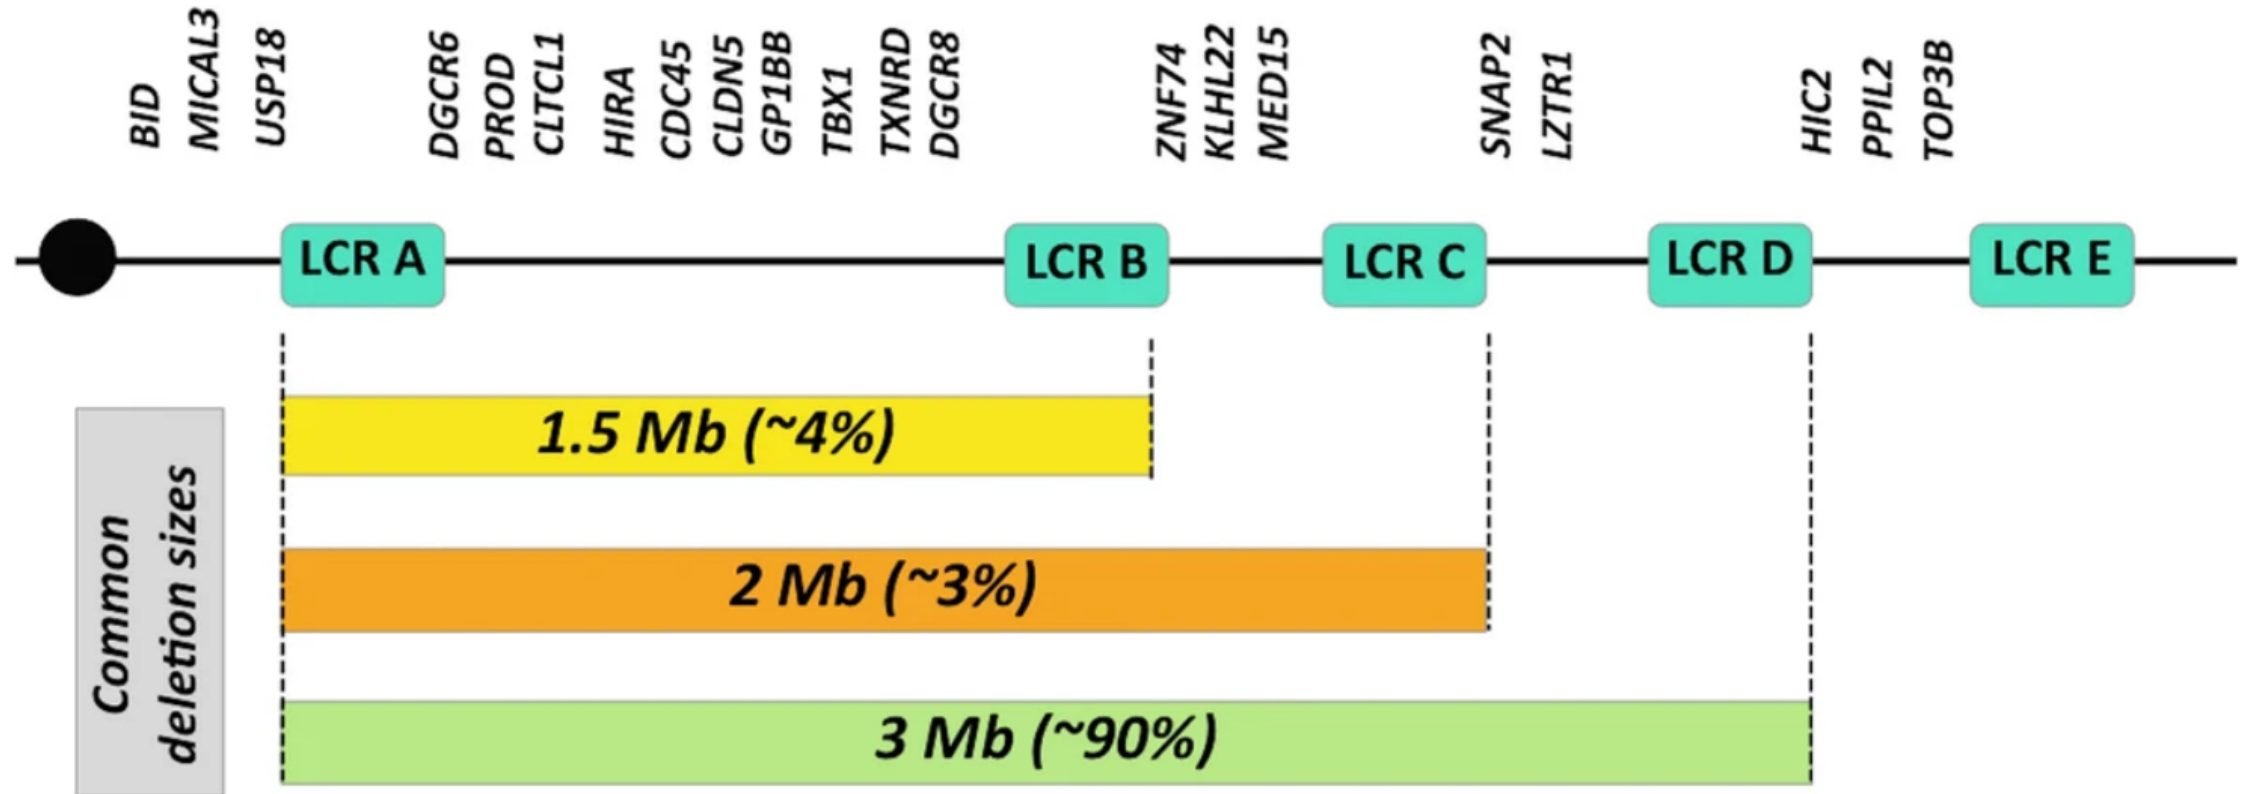 BID
MICAL3
USP18
DGCR6
PROD
CLTCL1
HIRA
CDC45
CLDN5
GP1BB
TBX1
TXNRD
DGCR8
ZNF74
KLHL22
MED15
SNAP2
LZTR1
HIC2
PPIL2
TOP3B
LCR A
LCR B
LCR C
LCR D
LCR E
Common
deletion sizes
1.5 Mb (~4%)
2 Mb (~3%)
3 Mb (~90%)